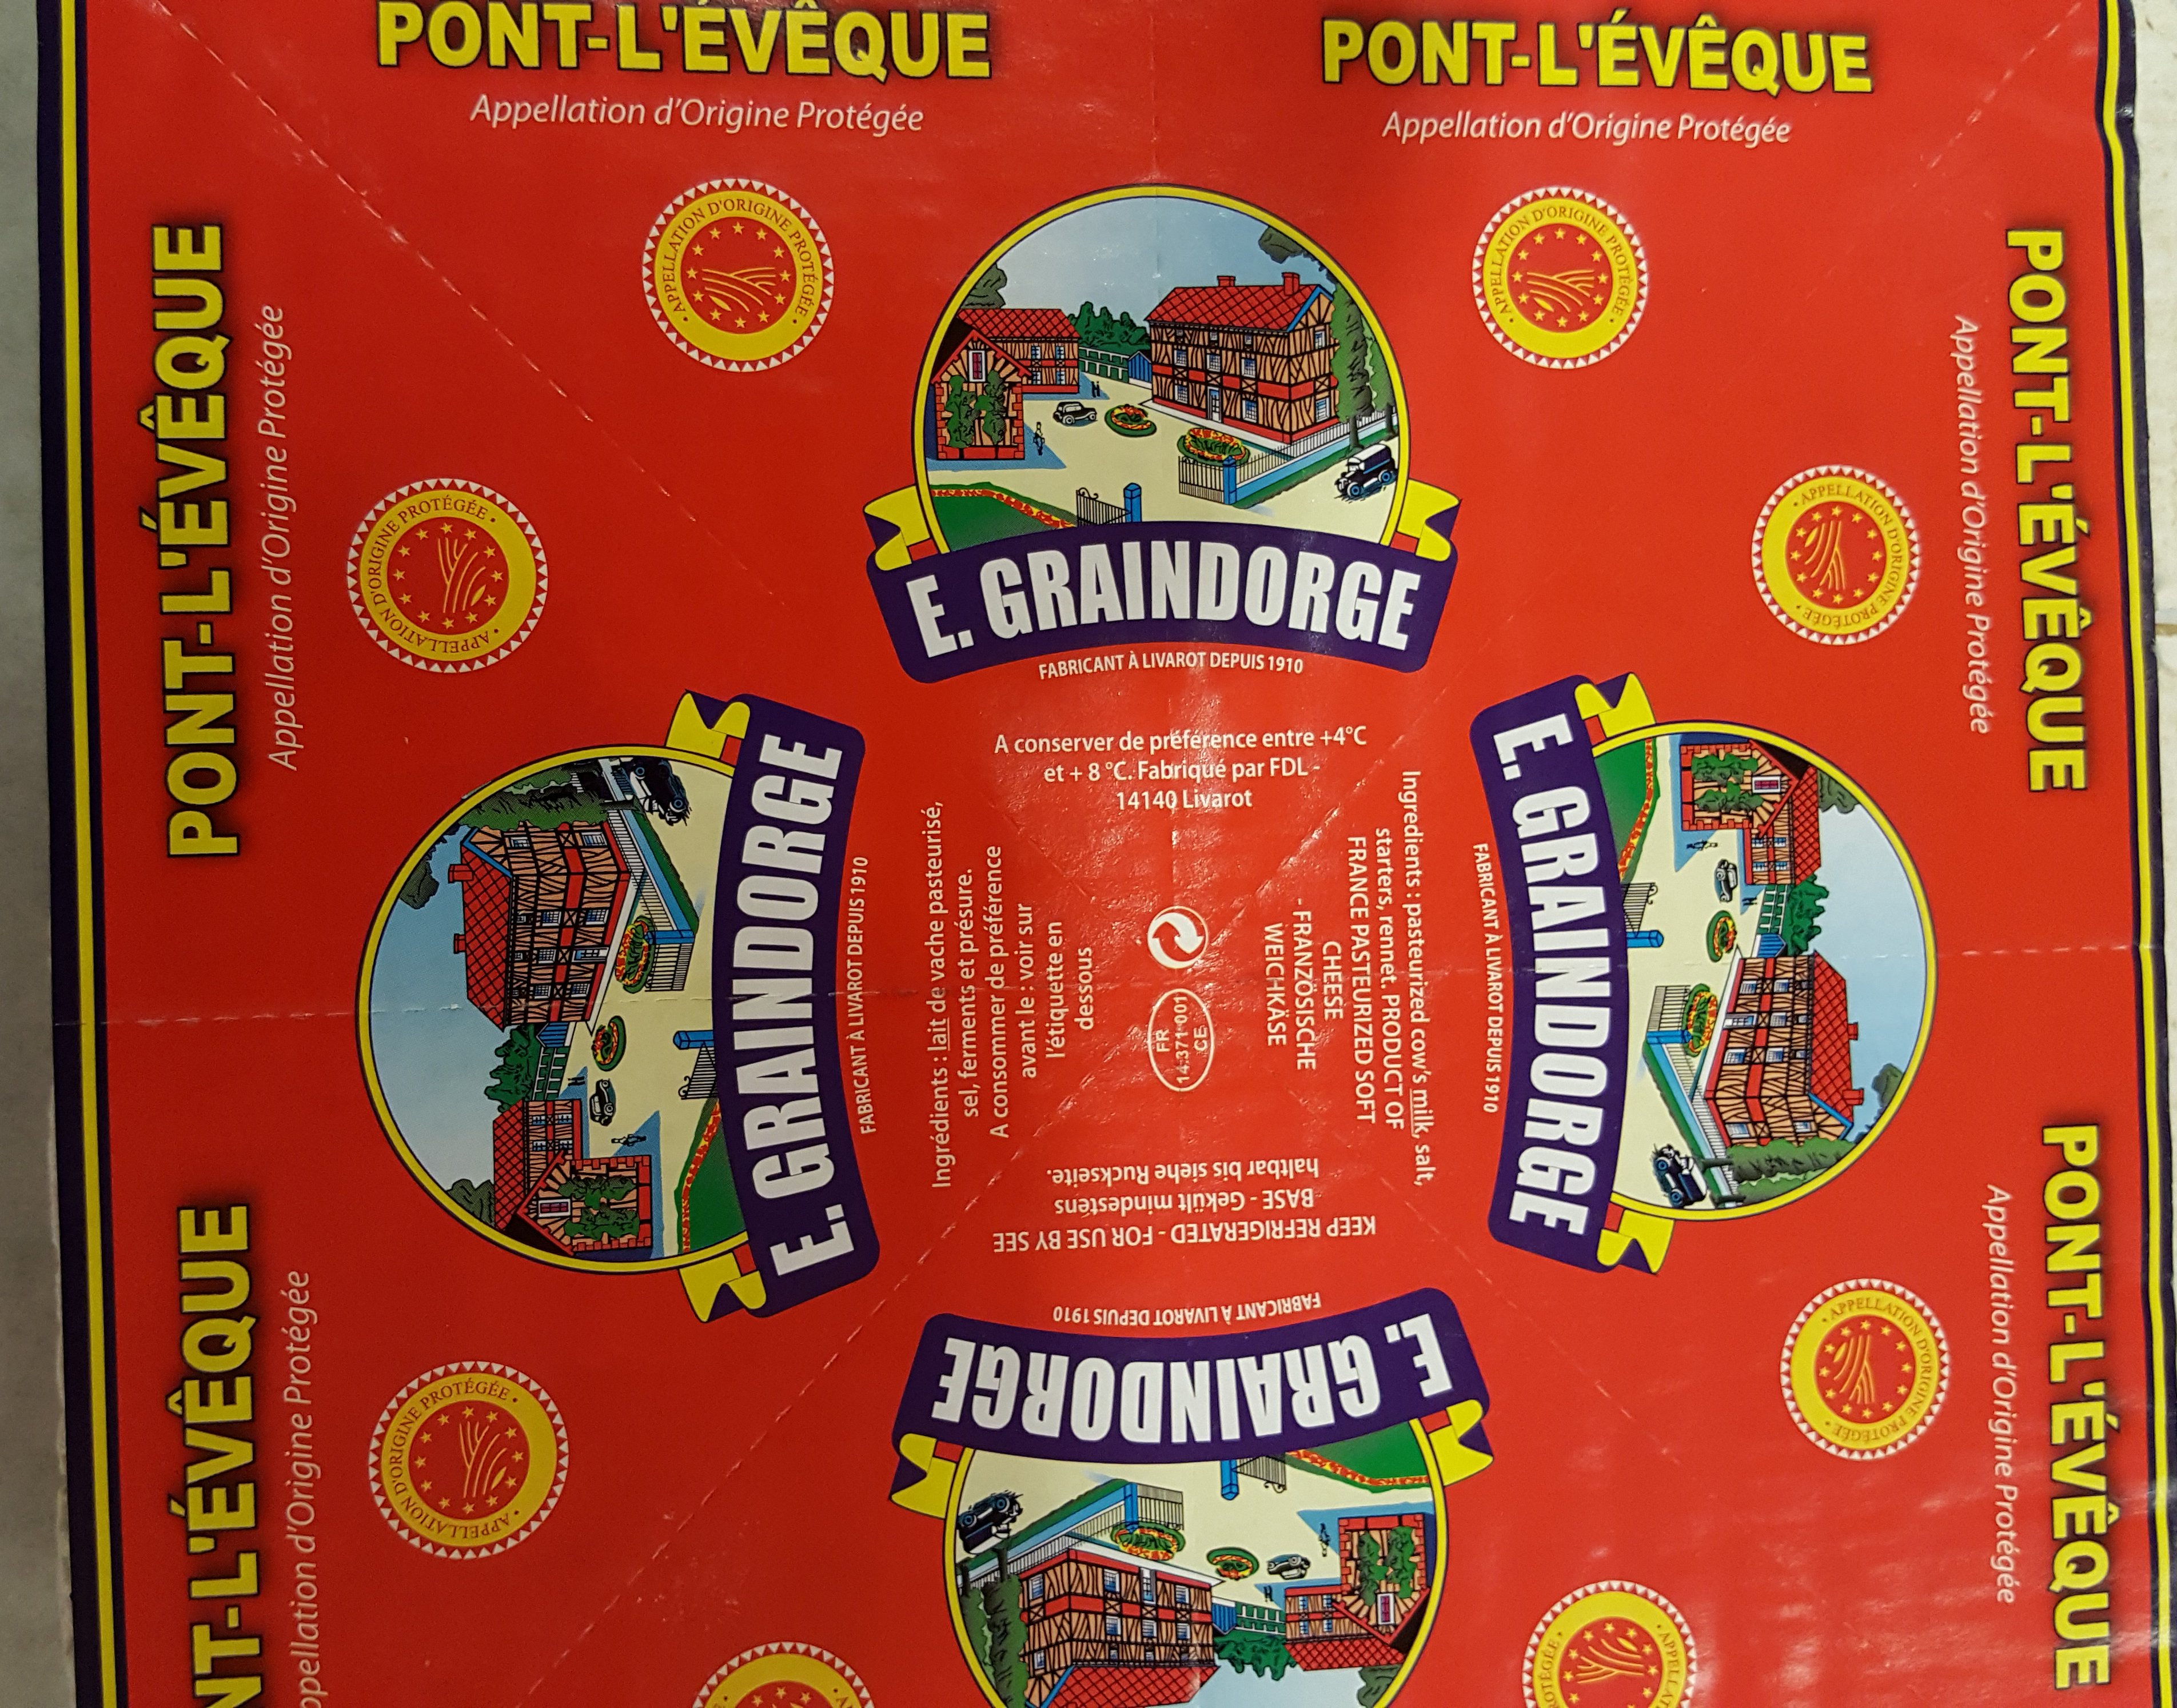 PONT-L'ÉVÊQUE
Appellation d'Origine Protégée
PONT-L'ÉVÊQUE
Appellation d'Origine Protégée
APPELLATION D'ORIGINE PROTÉGÉE
APPELLATION D'ORIGINE PROTÉGÉE
E. GRAINDORGE
FABRICANT À LIVAROT DEPUIS 1910
A conserver de préférence entre +4°C
et + 8 °C. Fabriqué par FDL -
14140 Livarot
PONT-L'ÉVÊQUE
Appellation d'Origine Protégée
APPELLATION D'ORIGINE PROTÉGÉE
E. GRAINDORGE
FABRICANT À LIVAROT DEPUIS 1910
Ingrédients : lait de vache pasteurisé,
sel, ferments et présure.
A consommer de préférence
avant le : voir sur
l'étiquette en
dessous
FR
14.371.001
CE
Ingredients : pasteurized cow's milk, salt,
starters, rennet. PRODUCT OF
FRANCE PASTEURIZED SOFT
CHEESE
- FRANZÖSISCHE
WEICHKÄSE
E. GRAINDORGE
FABRICANT À LIVAROT DEPUIS 1910
PONT-L'ÉVÊQUE
Appellation d'Origine Protégée
APPELLATION D'ORIGINE PROTÉGÉE
KEEP REFRIGERATED - FOR USE BY SEE
BASE - Gekült mindestens
haltbar bis siehe Ruckseite.
FABRICANT À LIVAROT DEPUIS 1910
E. GRAINDORGE
NT-L'ÉVÊQUE
ppellation d'Origine Protégée
APPELLATION D'ORIGINE PROTÉGÉE
PONT-L'ÉVÊQUE
Appellation d'Origine Protégée
APPELLATION D'ORIGINE PROTÉGÉE